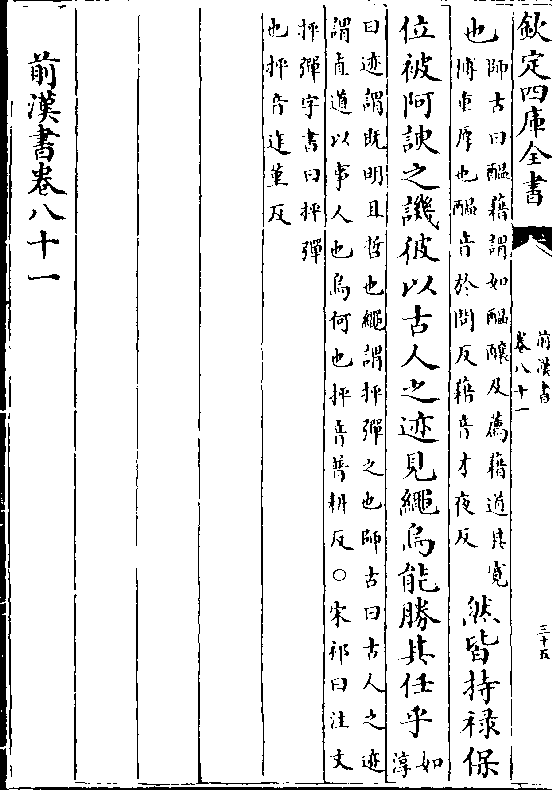 欽定四庫全書
前漢書
卷八十一
三十五
也
師古曰醖藉謂如醖釀及薦藉道其寬
博重厚也醖音於問反藉音才夜反
然皆持禄保
位被阿諛之譏彼以古人之迹見繩烏能勝其任乎
如
淳
曰迹謂既明且哲也繩謂抨彈之也師古曰古人之迹
謂直道以事人也烏何也抨音普耕反○宋祁曰注文
抨彈字書曰抨彈
也抨音反
前漢書卷八十一